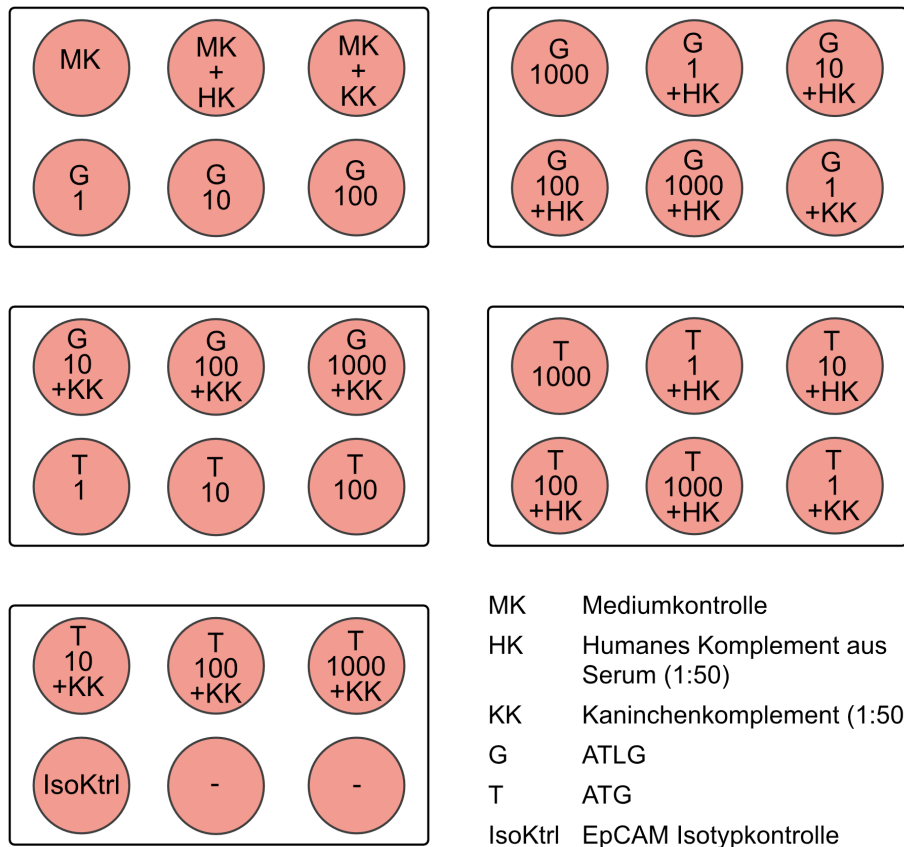 MK
MK
+
HK
MK
+
KK
G
1
G
10
G
100
G
1000
G
1
+HK
G
10
+HK
G
100
+HK
G
1000
+HK
G
1
+KK
G
10
+KK
G
100
+KK
G
1000
+KK
T
1
T
10
T
100
T
1000
T
1
+HK
T
10
+HK
T
100
+HK
T
1000
+HK
T
1
+KK
T
10
+KK
T
100
+KK
T
1000
+KK
IsoKtrl
-
-
MK Mediumkontrolle
HK Humanes Komplement aus
Serum (1:50)
KK Kaninchenkomplement (1:50
G ATLG
T ATG
IsoKtrl EpCAM Isotypkontrolle